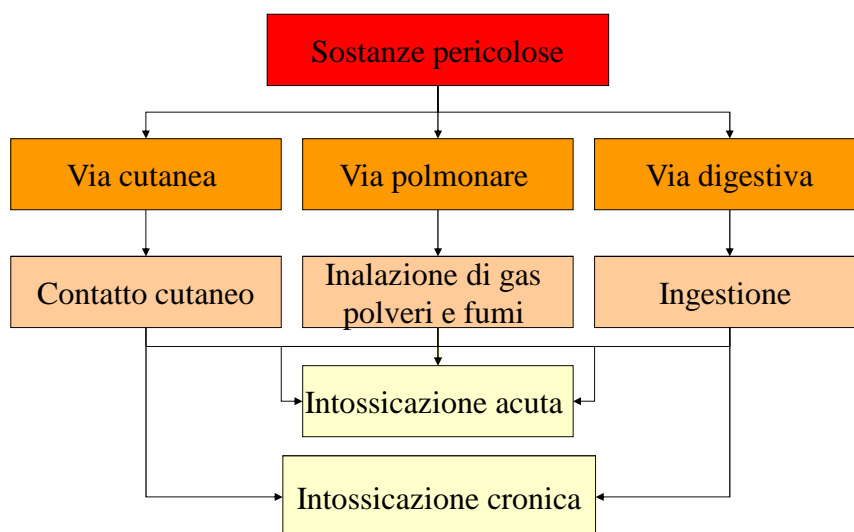 Sostanze pericolose
Via cutanea
Via polmonare
Via digestiva
Contatto cutaneo
Inalazione di gas
polveri e fumi
Ingestione
Intossicazione acuta
Intossicazione cronica